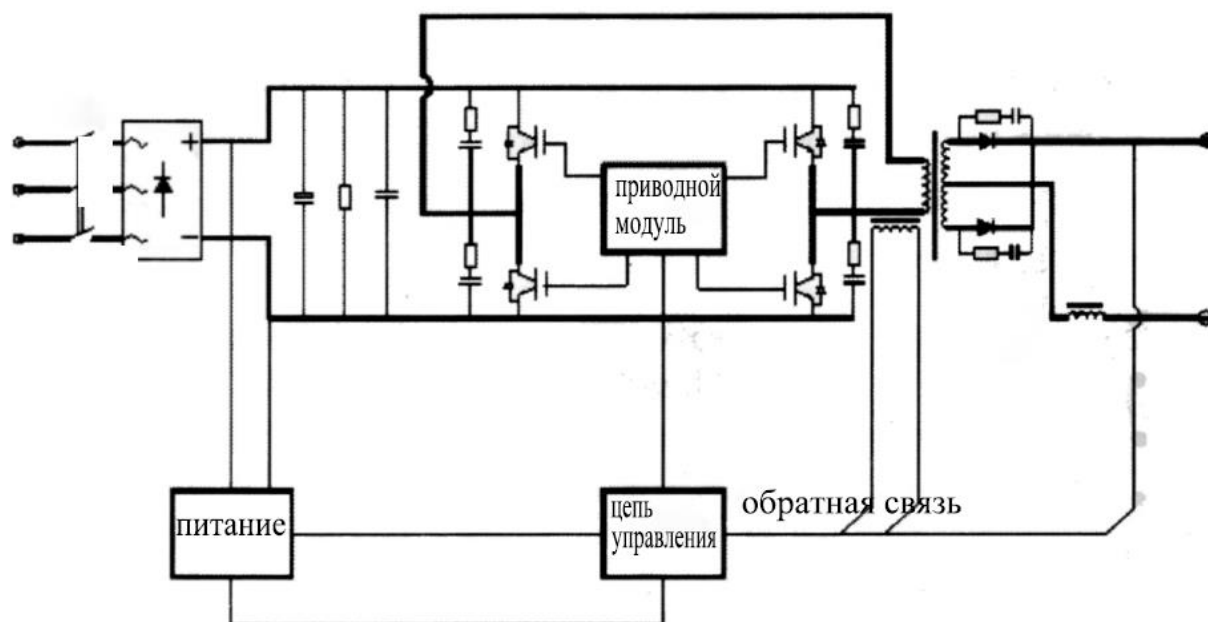 приводной
модуль
питание
цепь
управления
обратная связь